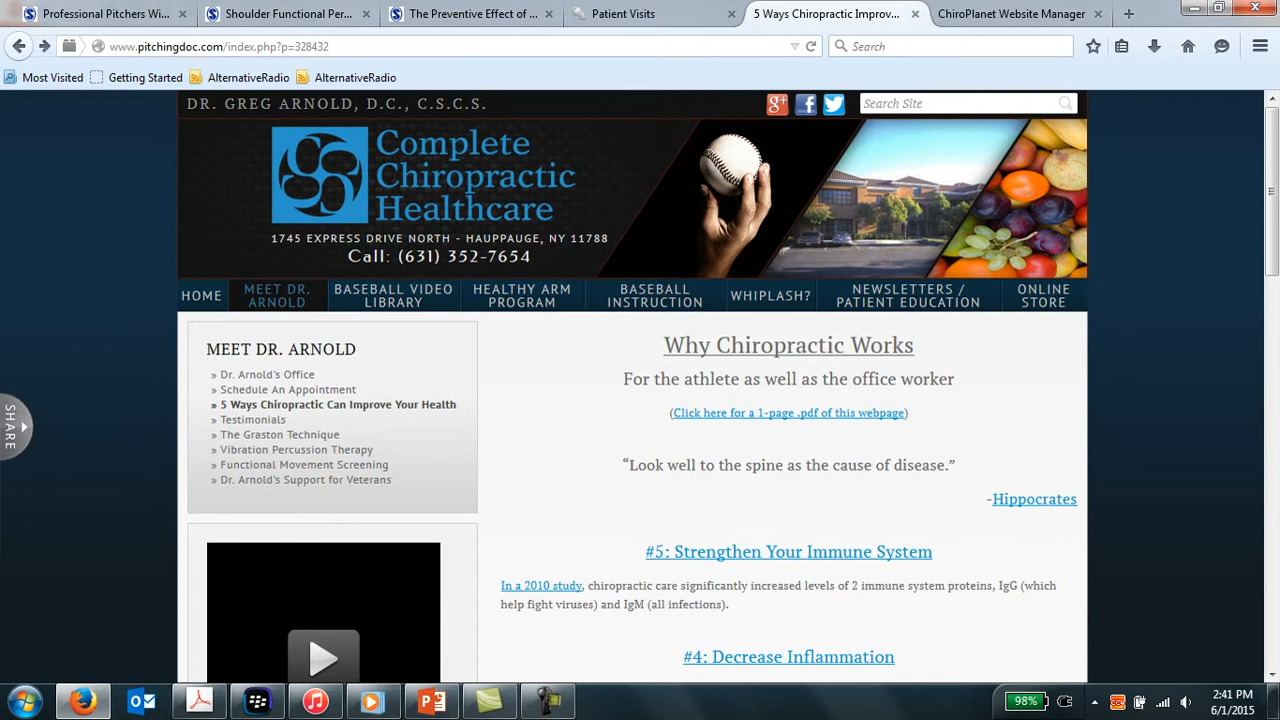 Professional Pitchers Wi...
Shoulder Functional Per...
The Preventive Effect of ...
Patient Visits
5 Ways Chiropractic Improv...
ChiroPlanet Website Manager
www.pitchingdoc.com/index.php?p=328432
Search
Most Visited
Getting Started
AlternativeRadio
AlternativeRadio
DR. GREG ARNOLD, D.C., C.S.C.S.
Search Site
Complete
Chiropractic
Healthcare
1745 EXPRESS DRIVE NORTH - HAUPPAUGE, NY 11788
Call: (631) 352-7654
HOME
MEET DR. ARNOLD
BASEBALL VIDEO LIBRARY
HEALTHY ARM PROGRAM
BASEBALL INSTRUCTION
WHIPLASH?
NEWSLETTERS / PATIENT EDUCATION
ONLINE STORE
SHARE
MEET DR. ARNOLD
» Dr. Arnold's Office
» Schedule An Appointment
» 5 Ways Chiropractic Can Improve Your Health
» Testimonials
» The Graston Technique
» Vibration Percussion Therapy
» Functional Movement Screening
» Dr. Arnold's Support for Veterans
Why Chiropractic Works
For the athlete as well as the office worker
(Click here for a 1-page .pdf of this webpage)
“Look well to the spine as the cause of disease.”
-Hippocrates
#5: Strengthen Your Immune System
In a 2010 study, chiropractic care significantly increased levels of 2 immune system proteins, IgG (which
help fight viruses) and IgM (all infections).
#4: Decrease Inflammation
98%
2:41 PM
6/1/2015